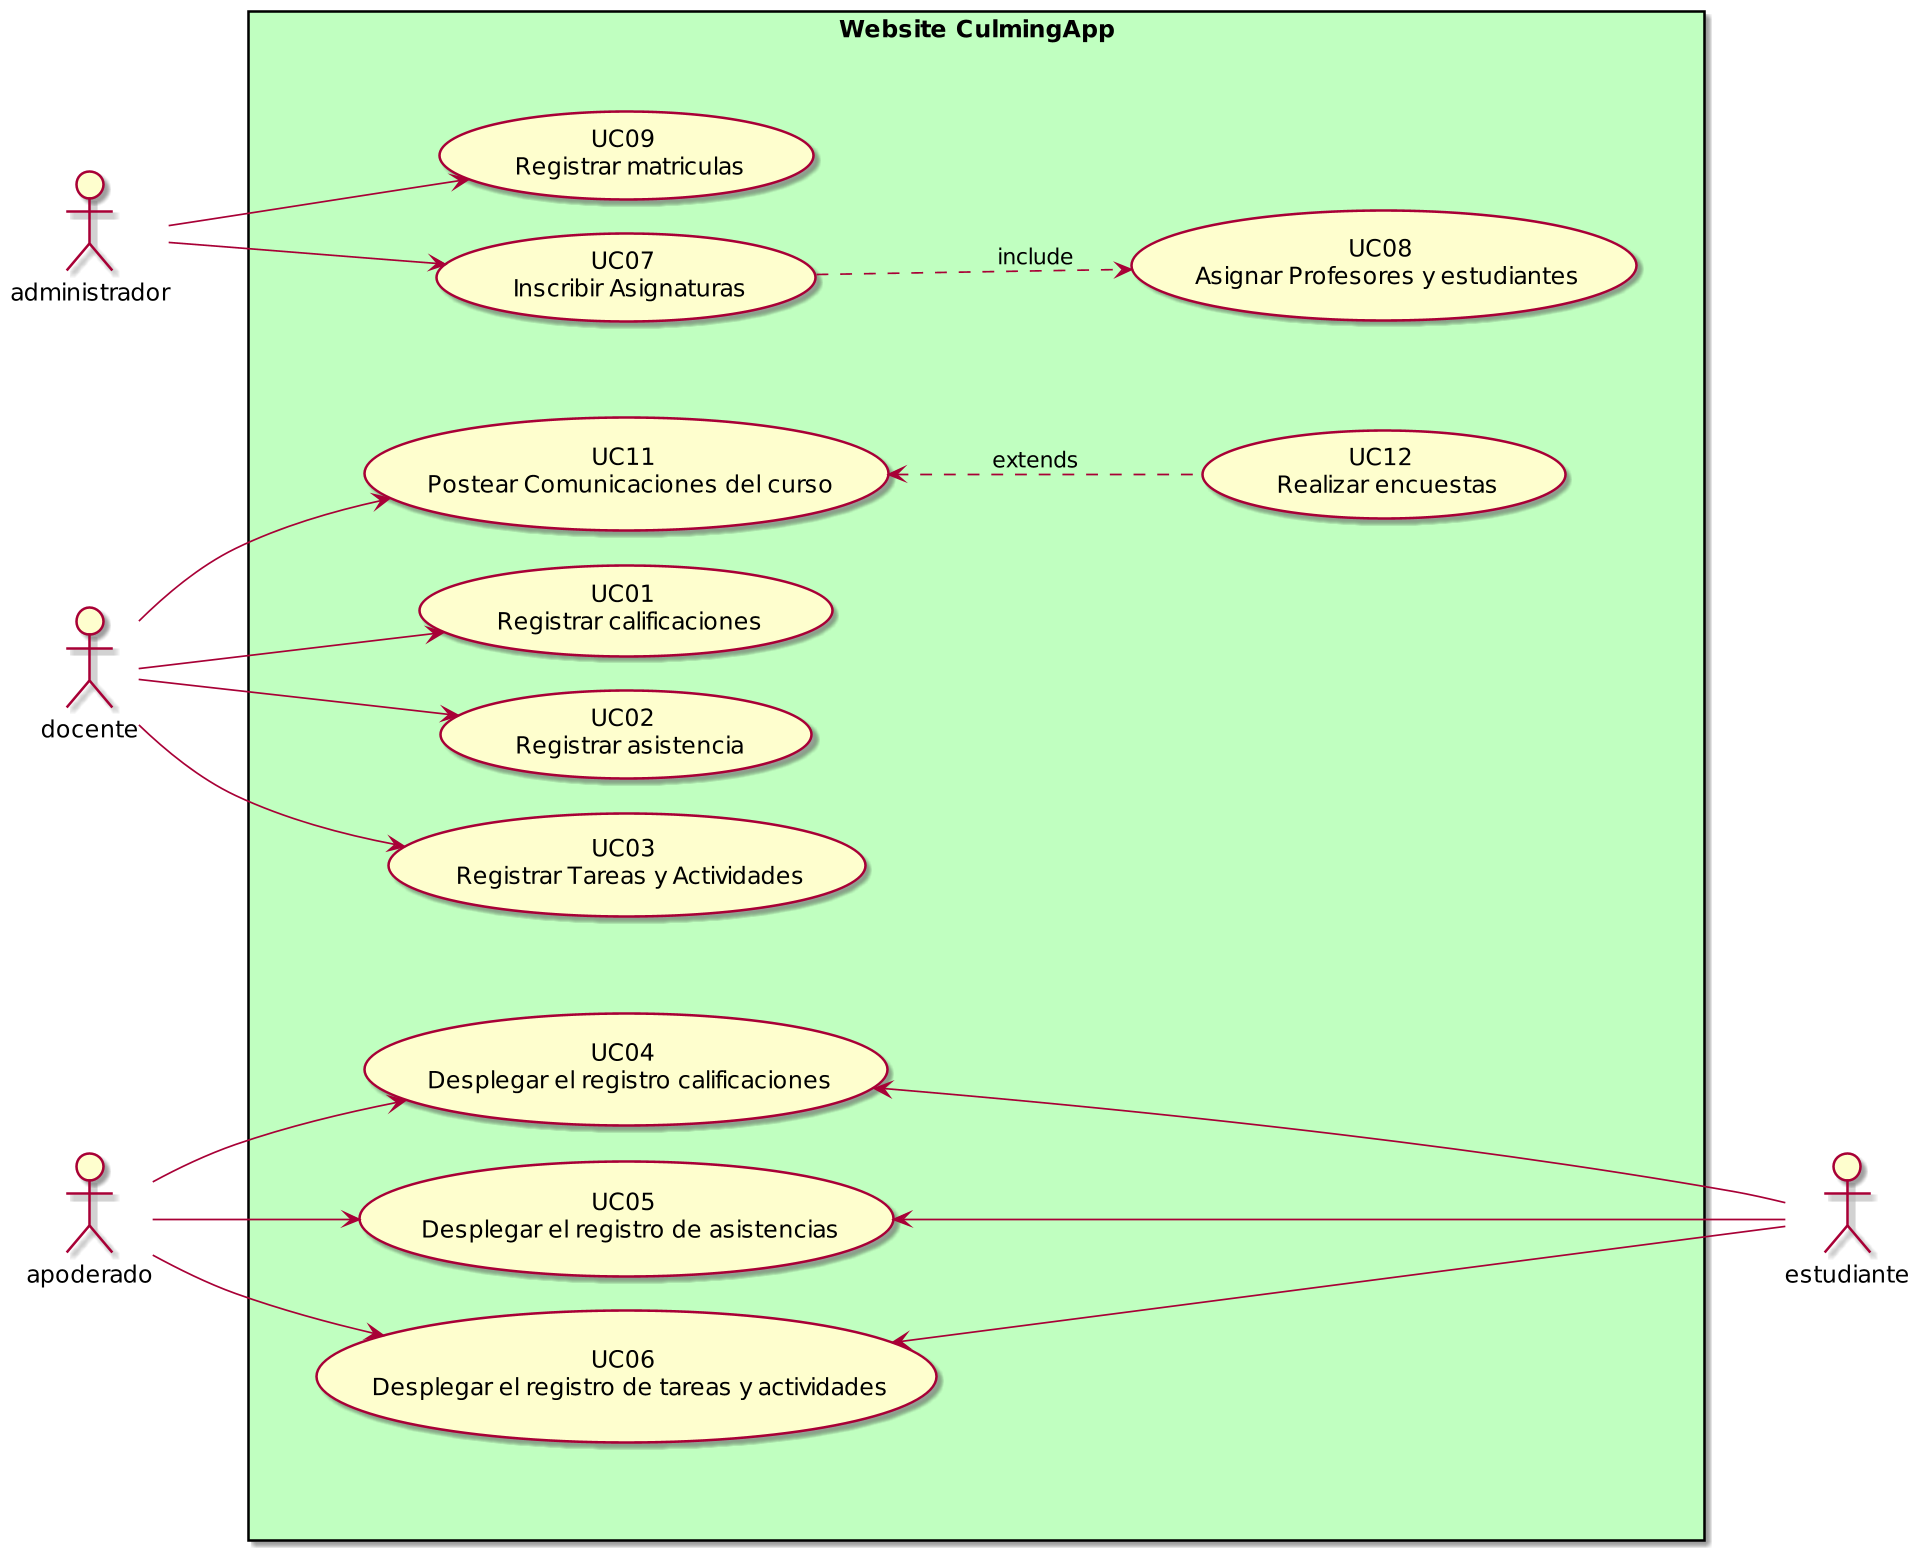 Website CulmingApp
UC09
Registrar matriculas
administrador
UC07
Inscribir Asignaturas
include
UC08
Asignar Profesores y estudiantes
UC11
Postear Comunicaciones del curso
extends
UC12
Realizar encuestas
UC01
Registrar calificaciones
docente
UC02
Registrar asistencia
UC03
Registrar Tareas y Actividades
UC04
Desplegar el registro calificaciones
UC05
Desplegar el registro de asistencias
apoderado
estudiante
UC06
Desplegar el registro de tareas y actividades